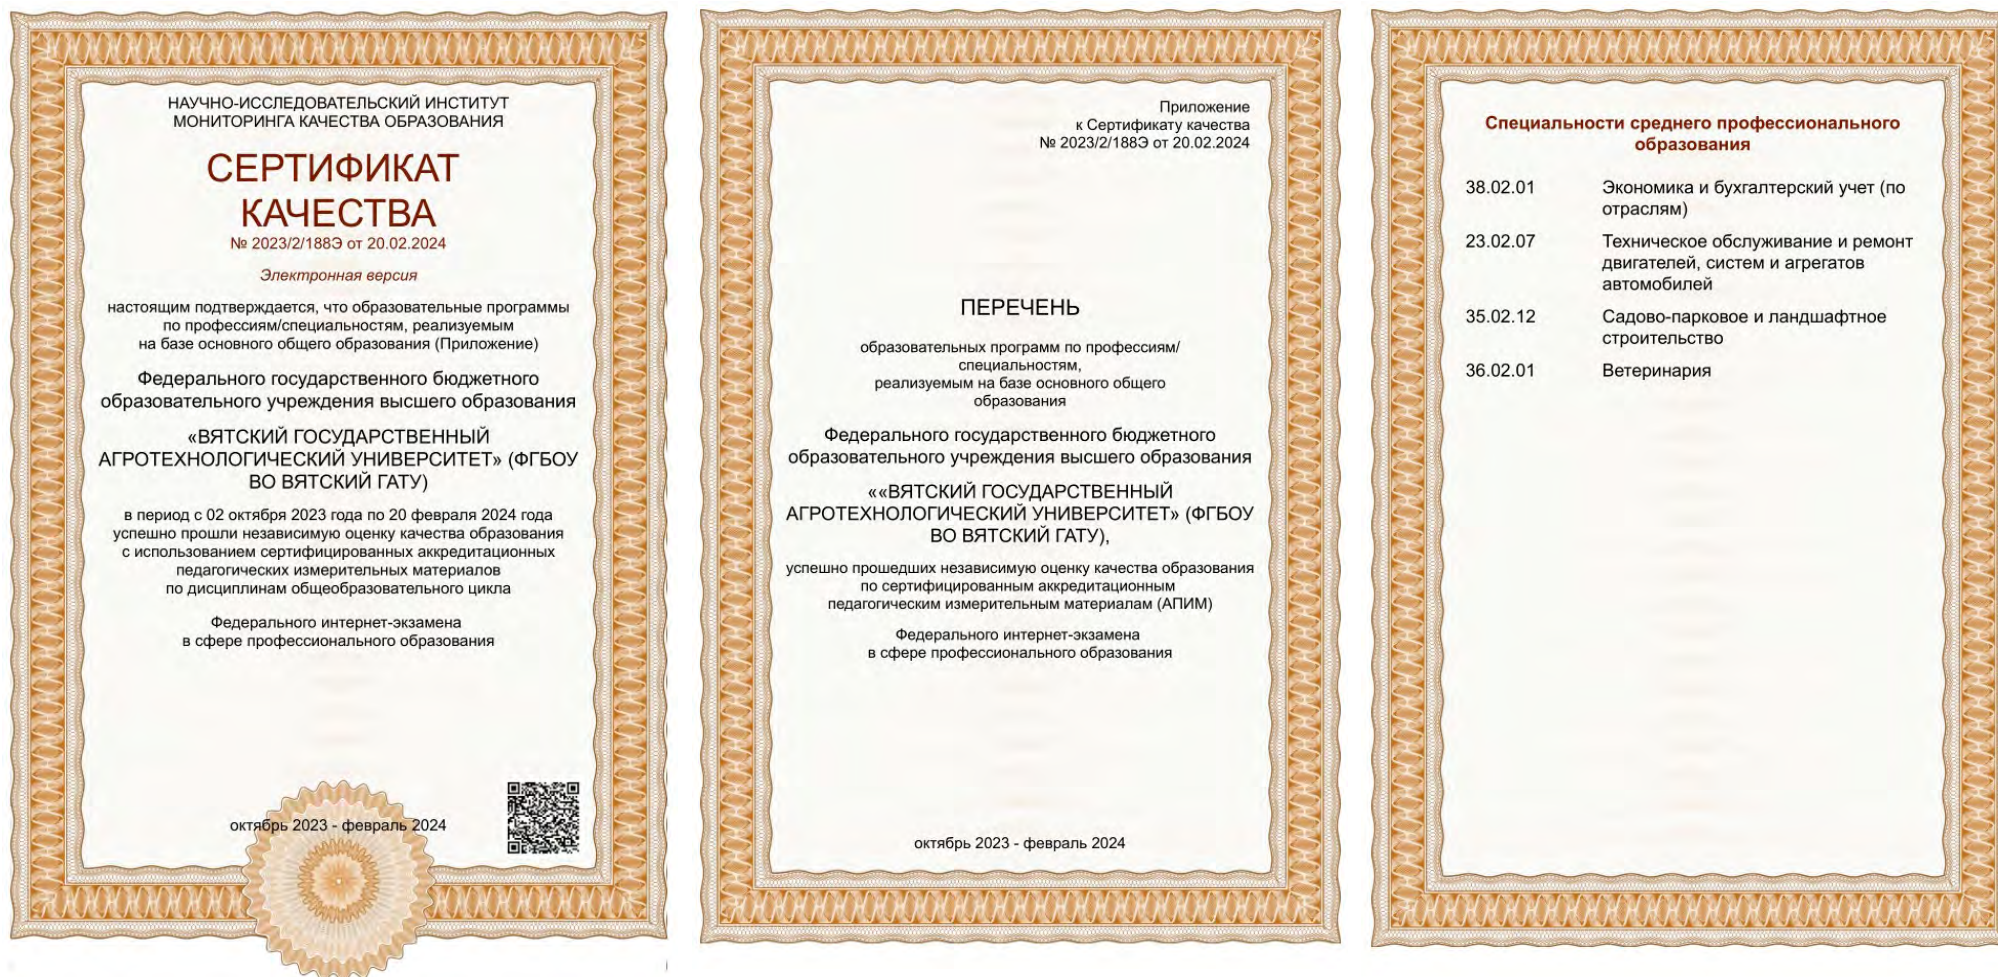 НАУЧНО-ИССЛЕДОВАТЕЛЬСКИЙ ИНСТИТУТ
МОНИТОРИНГА КАЧЕСТВА ОБРАЗОВАНИЯ
СЕРТИФИКАТ
КАЧЕСТВА
№ 2023/2/188Э от 20.02.2024
Электронная версия
настоящим подтверждается, что образовательные программы
по профессиям/специальностям, реализуемым
на базе основного общего образования (Приложение)
Федерального государственного бюджетного
образовательного учреждения высшего образования
«ВЯТСКИЙ ГОСУДАРСТВЕННЫЙ
АГРОТЕХНОЛОГИЧЕСКИЙ УНИВЕРСИТЕТ» (ФГБОУ
ВО ВЯТСКИЙ ГАТУ)
в период с 02 октября 2023 года по 20 февраля 2024 года
успешно прошли независимую оценку качества образования
с использованием сертифицированных аккредитационных
педагогических измерительных материалов
по дисциплинам общеобразовательного цикла
Федерального интернет-экзамена
в сфере профессионального образования
октябрь 2023 - февраль 2024
Приложение
к Сертификату качества
№ 2023/2/188Э от 20.02.2024
ПЕРЕЧЕНЬ
образовательных программ по профессиям/
специальностям,
реализуемым на базе основного общего
образования
Федерального государственного бюджетного
образовательного учреждения высшего образования
««ВЯТСКИЙ ГОСУДАРСТВЕННЫЙ
АГРОТЕХНОЛОГИЧЕСКИЙ УНИВЕРСИТЕТ» (ФГБОУ
ВО ВЯТСКИЙ ГАТУ),
успешно прошедших независимую оценку качества образования
по сертифицированным аккредитационным
педагогическим измерительным материалам (АПИМ)
Федерального интернет-экзамена
в сфере профессионального образования
октябрь 2023 - февраль 2024
Специальности среднего профессионального
образования
38.02.01 Экономика и бухгалтерский учет (по
отраслям)
23.02.07 Техническое обслуживание и ремонт
двигателей, систем и агрегатов
автомобилей
35.02.12 Садово-парковое и ландшафтное
строительство
36.02.01 Ветеринария